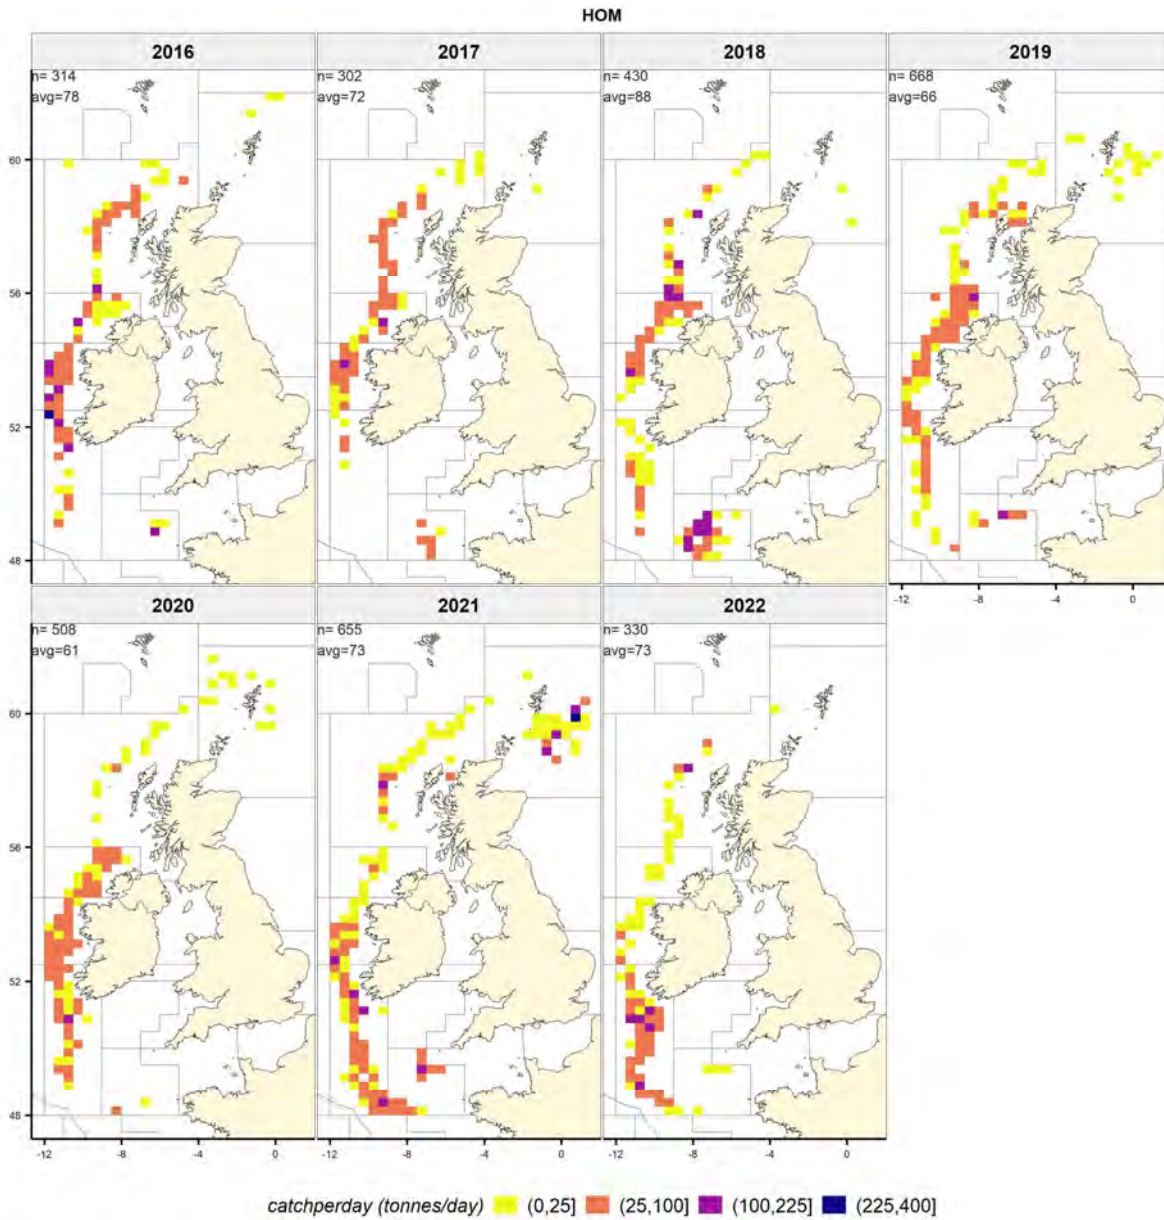 HOM
2016 2017 2018 2019
n= 314 n= 302 n= 430 n= 668
avg=78 avg=72 avg=88 avg=66
60
56
52
48
-12 -8 -4 0
2020 2021 2022
n= 508 n= 655 n= 330
avg=61 avg=73 avg=73
60
56
52
48
-12 -8 -4 0 -12 -8 -4 0 -12 -8 -4 0
catchperday (tonnes/day) (0,25] (25,100] (100,225] (225,400]